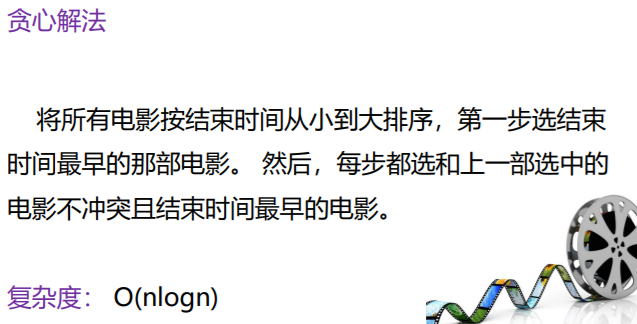 贪心解法
将所有电影按结束时间从小到大排序，第一步选结束
时间最早的那部电影。 然后，每步都选和上一部选中的
电影不冲突且结束时间最早的电影。
复杂度： O(nlogn)